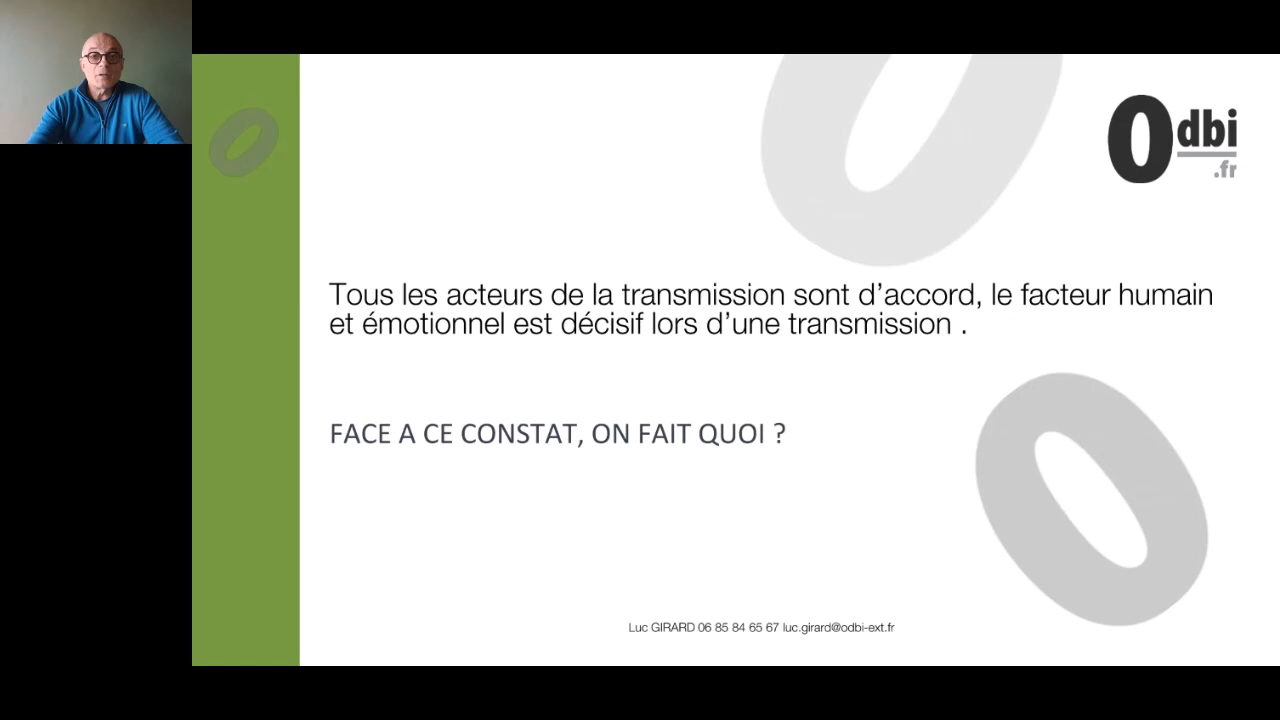 Odbi
.fr
Tous les acteurs de la transmission sont d’accord, le facteur humain
et émotionnel est décisif lors d’une transmission .
FACE A CE CONSTAT, ON FAIT QUOI ?
Luc GIRARD 06 85 84 65 67 luc.girard@odbi-ext.fr